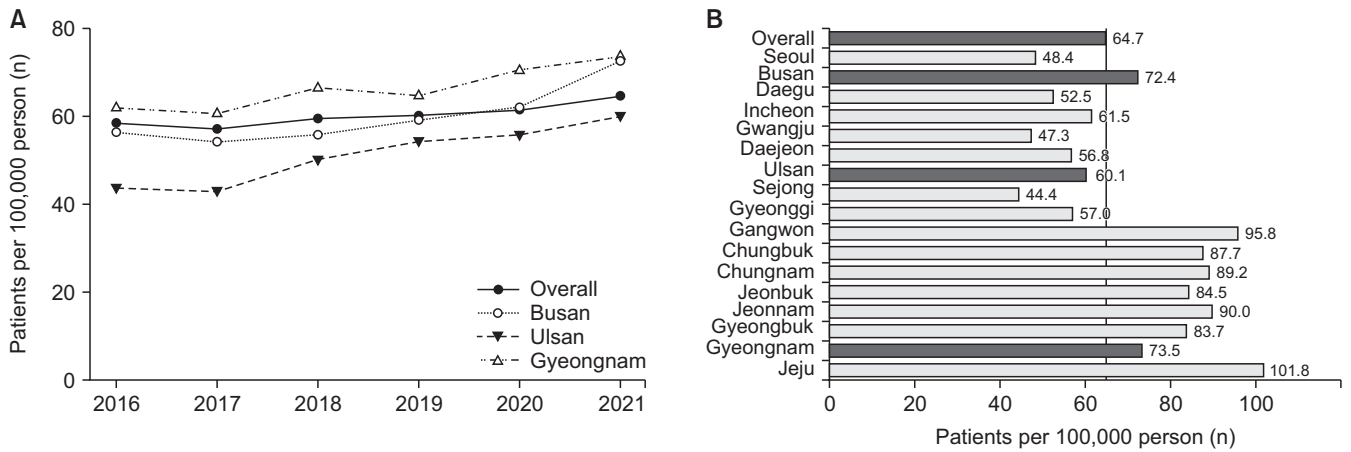 A
Patients per 100,000 person (n)
80
60
40
20
0
2016 2017 2018 2019 2020 2021
Overall
Busan
Ulsan
Gyeongnam
B
Overall 64.7
Seoul 48.4
Busan 72.4
Daegu 52.5
Incheon 61.5
Gwangju 47.3
Daejeon 56.8
Ulsan 60.1
Sejong 44.4
Gyeonggi 57.0
Gangwon 95.8
Chungbuk 87.7
Chungnam 89.2
Jeonbuk 84.5
Jeonnam 90.0
Gyeongbuk 83.7
Gyeongnam 73.5
Jeju 101.8
0 20 40 60 80 100
Patients per 100,000 person (n)